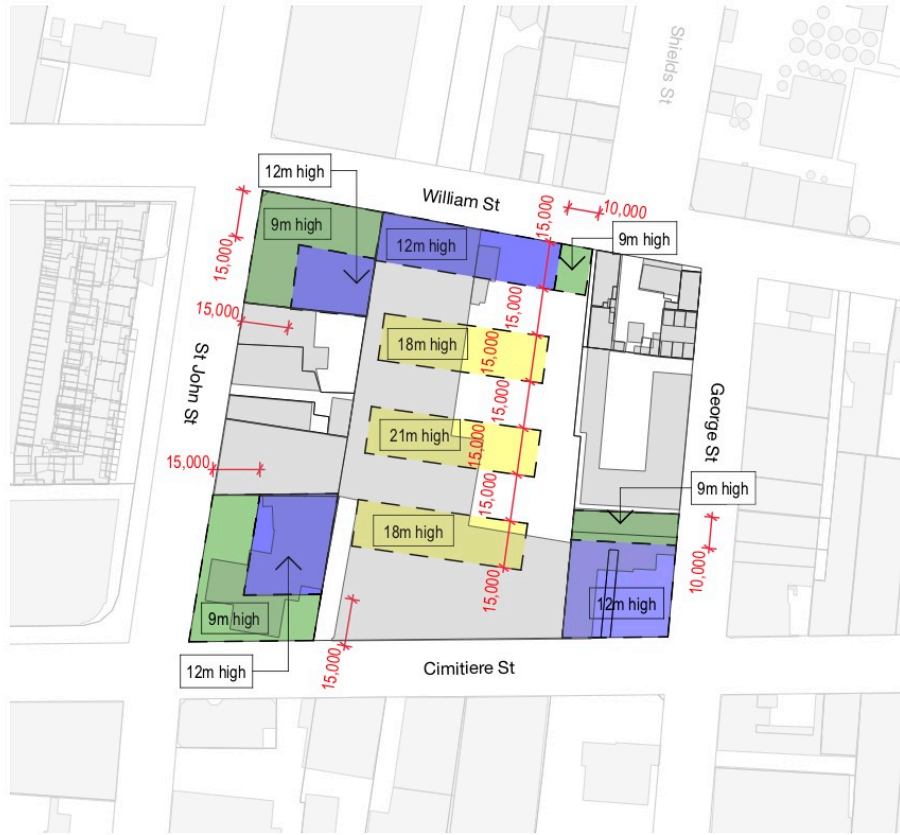 Shields St
12m high
William St
10,000
15,000
9m high
15,000
12m high
9m high
15,000
15,000
18m high
15,000
15,000
St John St
George St
21m high
15,000
15,000
15,000
9m high
18m high
10,000
15,000
12m high
9m high
12m high
15,000
Cimitiere St